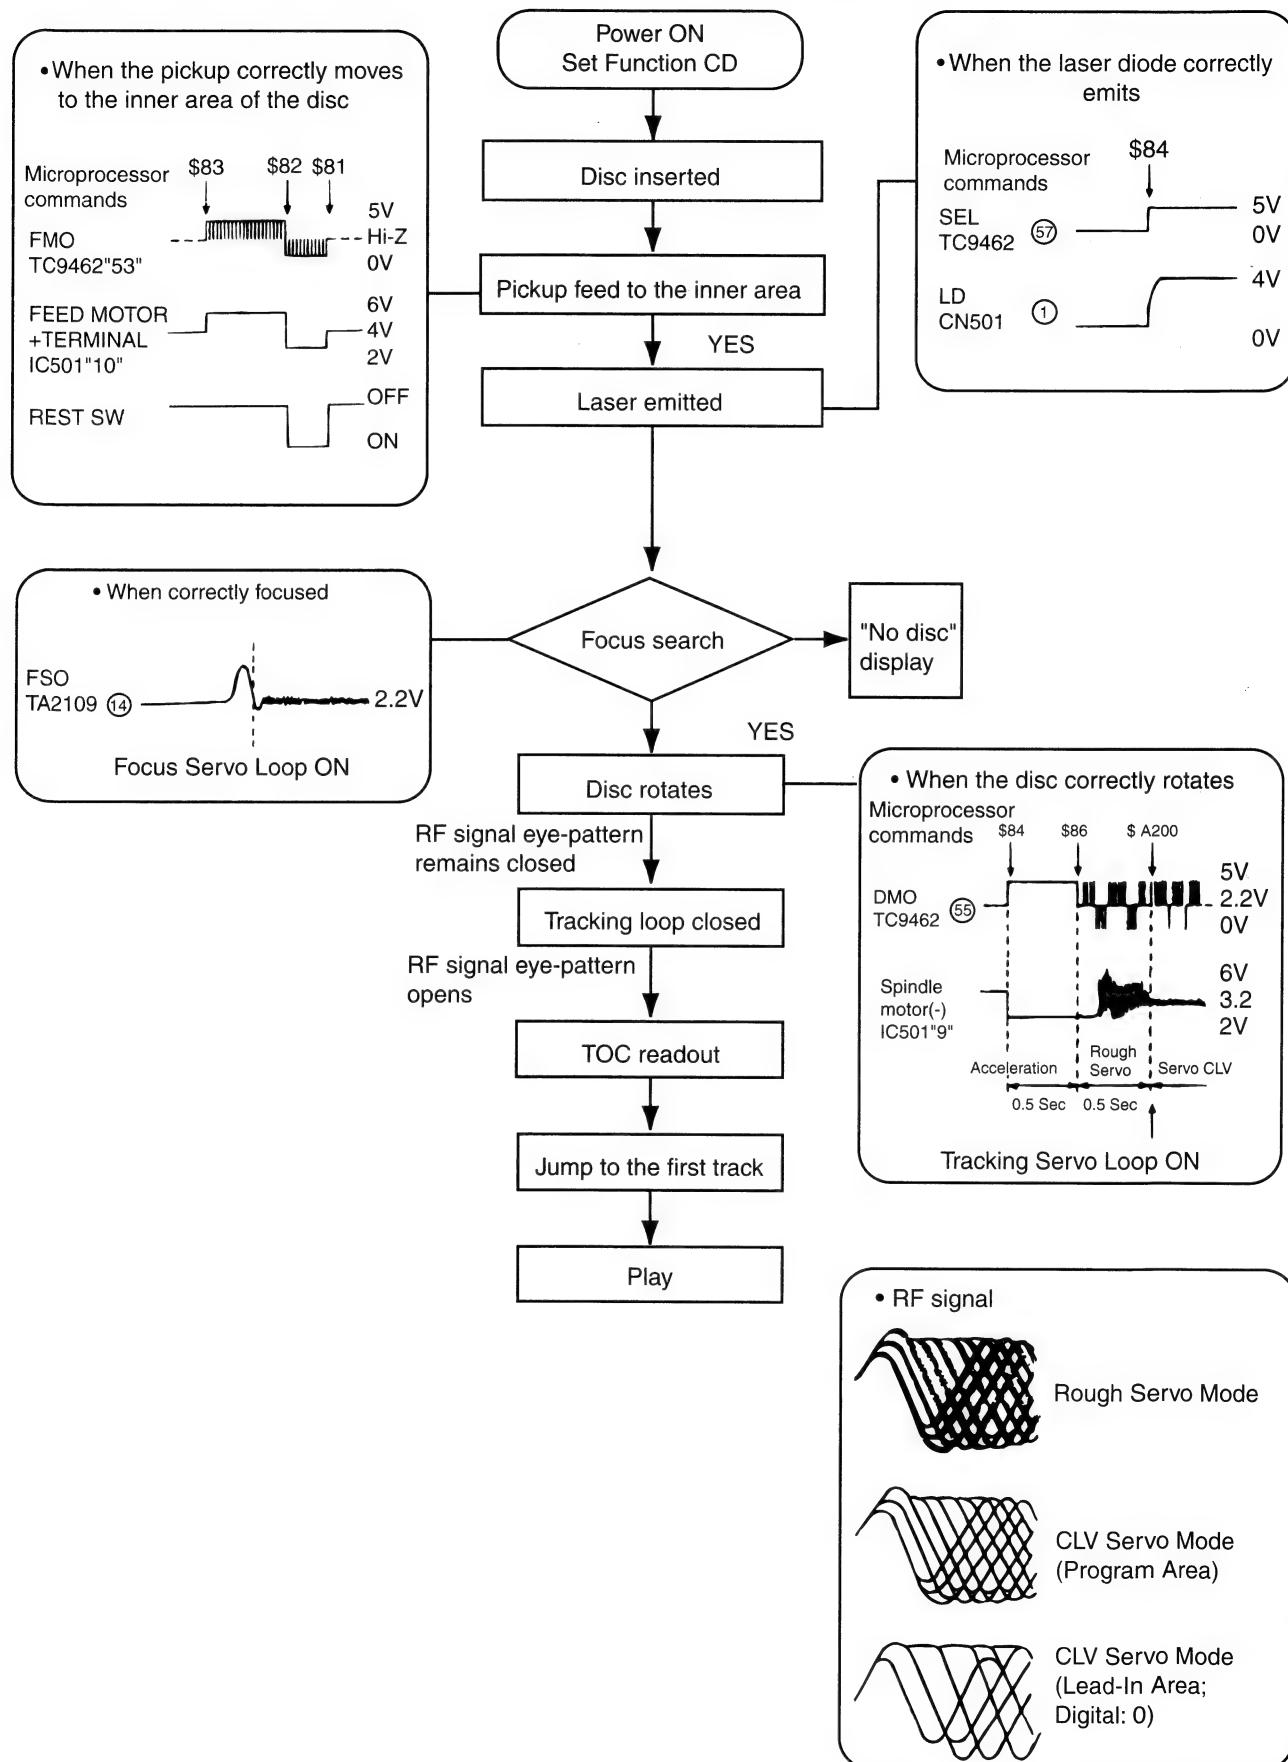 Power ON
Set Function CD
Disc inserted
Pickup feed to the inner area
YES
Laser emitted
• When the pickup correctly moves
to the inner area of the disc
Microprocessor
commands
$83
$82
$81
FMO
TC9462"53"
5V
Hi-Z
0V
FEED MOTOR
+TERMINAL
IC501"10"
6V
4V
2V
REST SW
OFF
ON
• When the laser diode correctly
emits
Microprocessor
commands
$84
SEL
TC9462 57
5V
0V
LD
CN501 1
4V
0V
Focus search
"No disc"
display
YES
• When correctly focused
FSO
TA2109 14
2.2V
Focus Servo Loop ON
Disc rotates
RF signal eye-pattern
remains closed
Tracking loop closed
RF signal eye-pattern
opens
TOC readout
Jump to the first track
Play
• When the disc correctly rotates
Microprocessor
commands
$84
$86
$ A200
DMO
TC9462 55
5V
2.2V
0V
Spindle
motor(-)
IC501"9"
6V
3.2
2V
Acceleration
Rough
Servo
Servo CLV
0.5 Sec
0.5 Sec
Tracking Servo Loop ON
• RF signal
Rough Servo Mode
CLV Servo Mode
(Program Area)
CLV Servo Mode
(Lead-In Area;
Digital: 0)